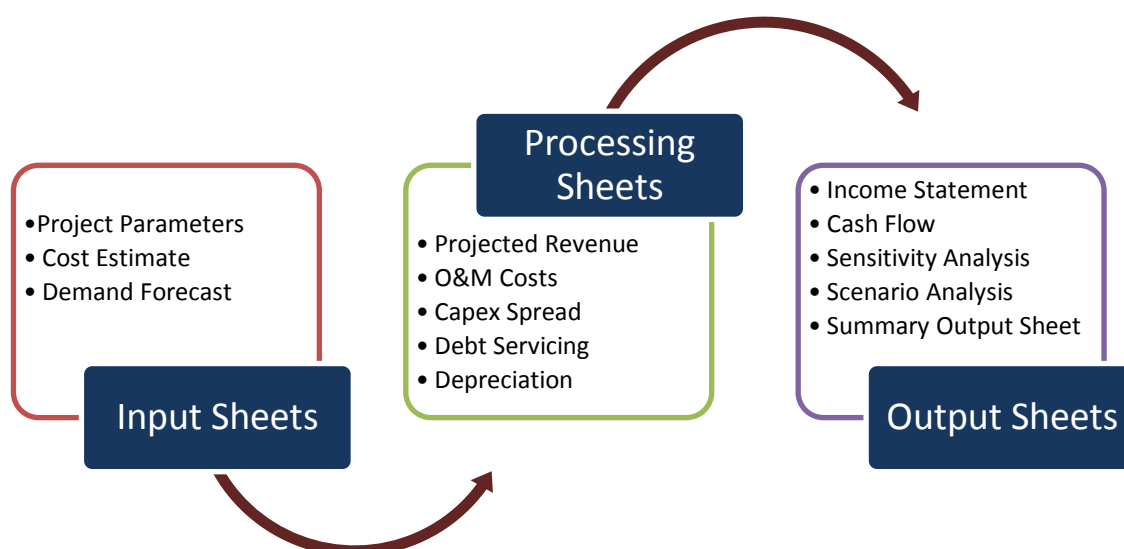 •Project Parameters
• Cost Estimate
• Demand Forecast
Input Sheets
Processing
Sheets
• Projected Revenue
• O&M Costs
• Capex Spread
• Debt Servicing
• Depreciation
• Income Statement
• Cash Flow
• Sensitivity Analysis
• Scenario Analysis
• Summary Output Sheet
Output Sheets